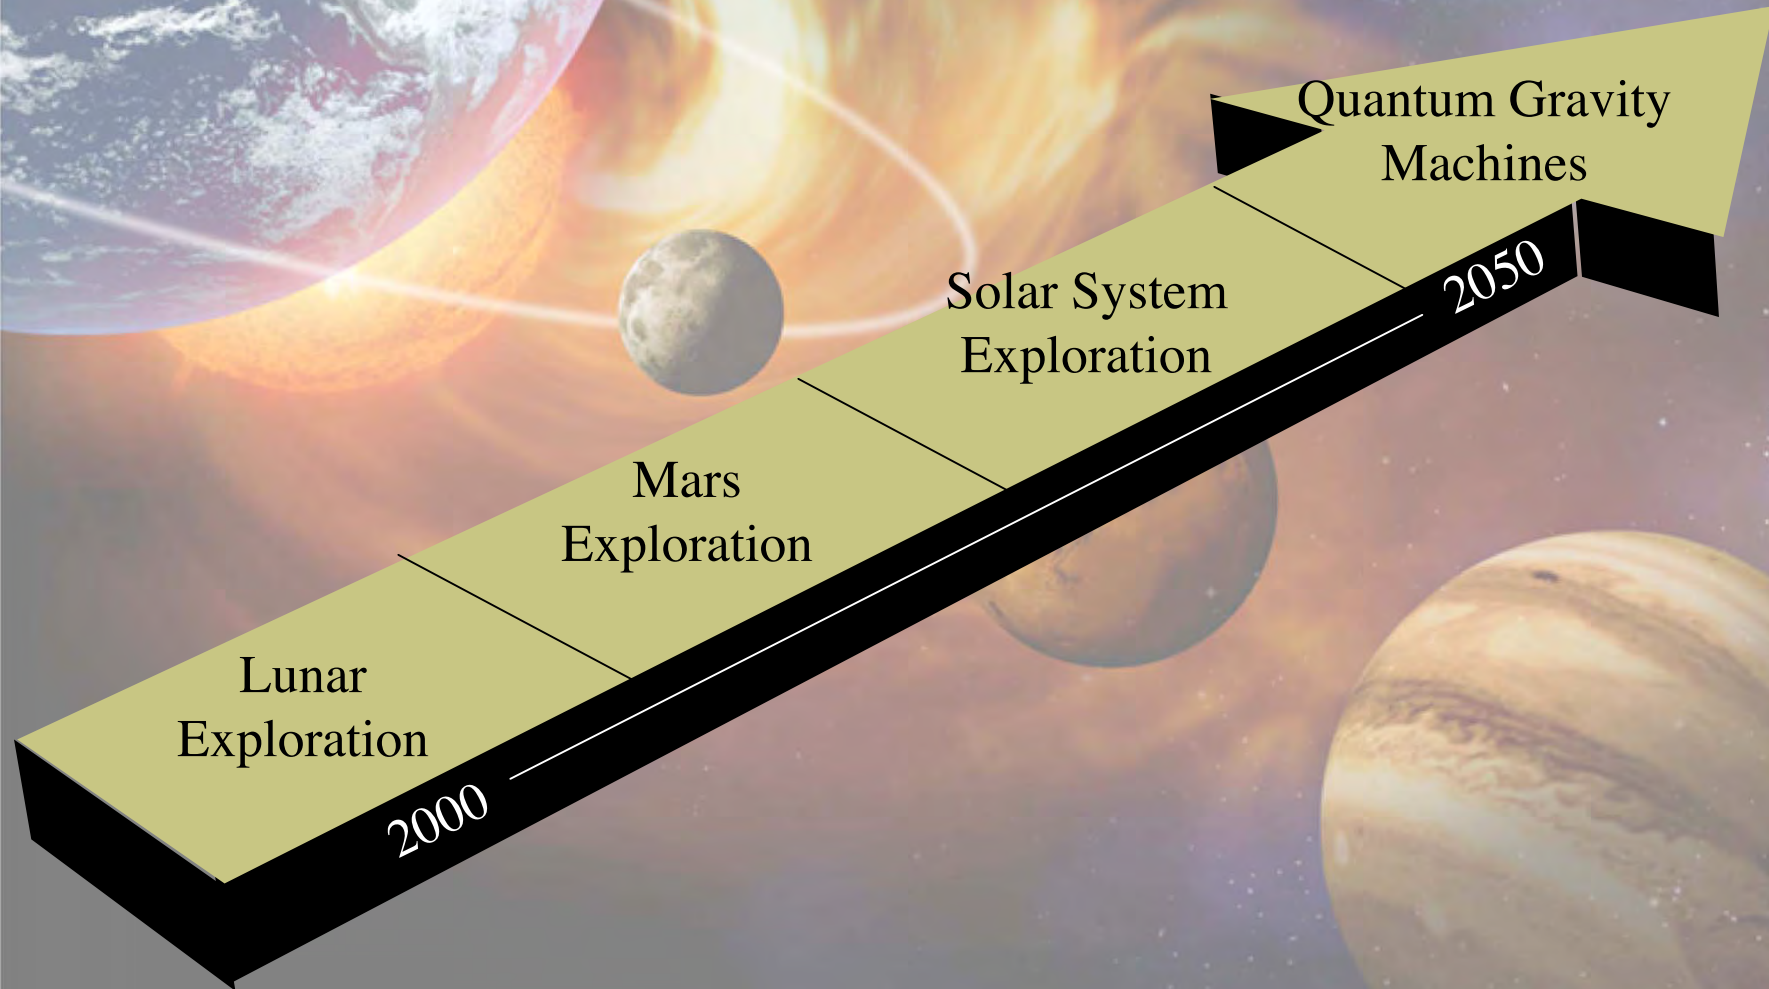 Quantum Gravity
Machines
Solar System
Exploration
2050
Mars
Exploration
Lunar
Exploration
2000